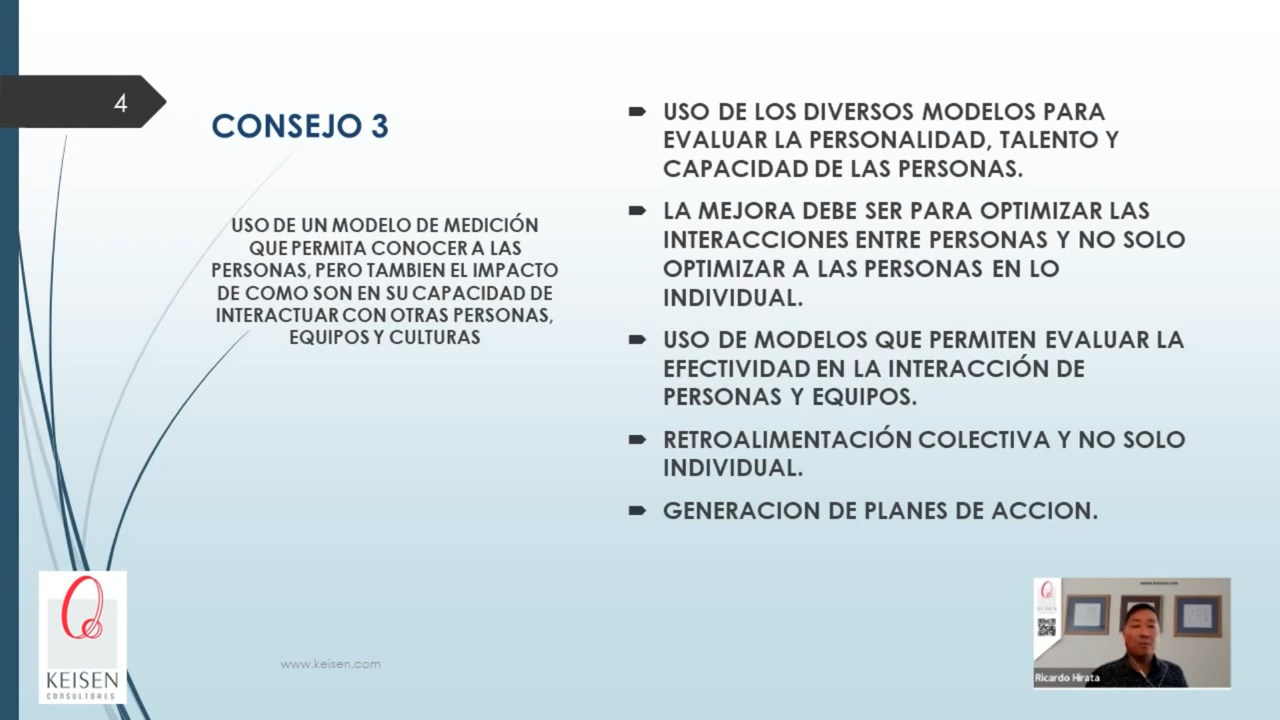 4
CONSEJO 3
USO DE UN MODELO DE MEDICIÓN
QUE PERMITA CONOCER A LAS
PERSONAS, PERO TAMBIEN EL IMPACTO
DE COMO SON EN SU CAPACIDAD DE
INTERACTUAR CON OTRAS PERSONAS,
EQUIPOS Y CULTURAS
USO DE LOS DIVERSOS MODELOS PARA
EVALUAR LA PERSONALIDAD, TALENTO Y
CAPACIDAD DE LAS PERSONAS.
LA MEJORA DEBE SER PARA OPTIMIZAR LAS
INTERACCIONES ENTRE PERSONAS Y NO SOLO
OPTIMIZAR A LAS PERSONAS EN LO
INDIVIDUAL.
USO DE MODELOS QUE PERMITEN EVALUAR LA
EFECTIVIDAD EN LA INTERACCIÓN DE
PERSONAS Y EQUIPOS.
RETROALIMENTACIÓN COLECTIVA Y NO SOLO
INDIVIDUAL.
GENERACION DE PLANES DE ACCION.
KEISEN
CONSULTORES
www.keisen.com
www.keisen.com
KEISEN
Ricardo Hirata